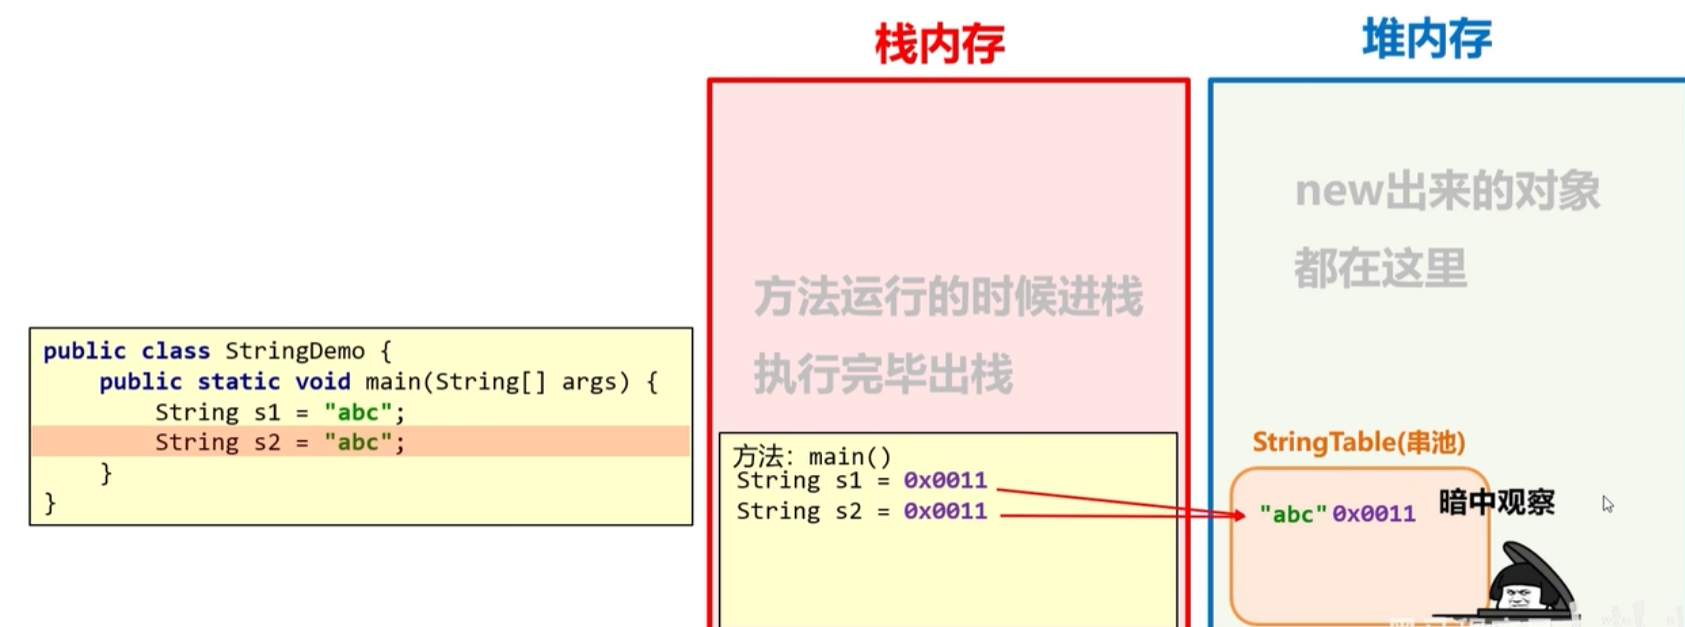 栈内存
堆内存
new出来的对象
都在这里
方法运行的时候进栈
执行完毕出栈
public class StringDemo {
public static void main(String[] args) {
String s1 = "abc";
String s2 = "abc";
}
}
方法: main()
String s1 = 0x0011
String s2 = 0x0011
StringTable(串池)
"abc" 0x0011
暗中观察